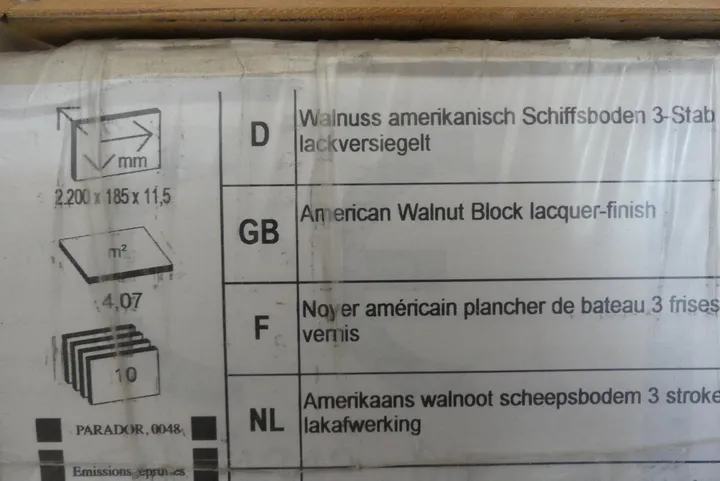 mm
2.200 x 185 x 11,5
m²
4,07
10
PARADOR, 0048
Emissions
D
Walnuss amerikanisch Schiffsboden 3-Stab
lackversiegelt
GB
American Walnut Block lacquer-finish
F
Noyer américain plancher de bateau 3 frises
vernis
NL
Amerikaans walnoot scheepsbodem 3 stroke
lakafwerking